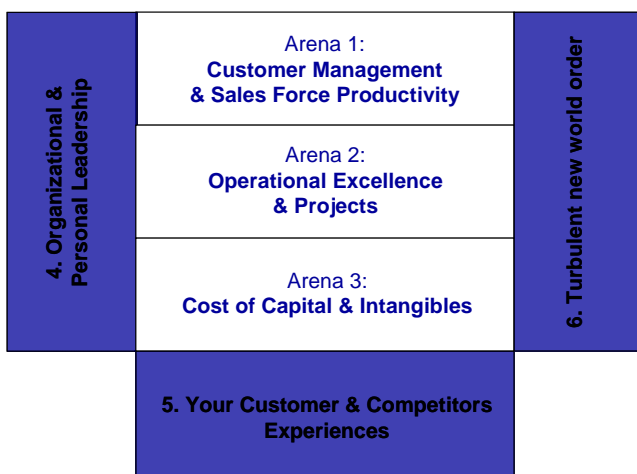 4. Organizational &
Personal Leadership
Arena 1:
Customer Management
& Sales Force Productivity
Arena 2:
Operational Excellence
& Projects
Arena 3:
Cost of Capital & Intangibles
6. Turbulent new world order
5. Your Customer & Competitors
Experiences